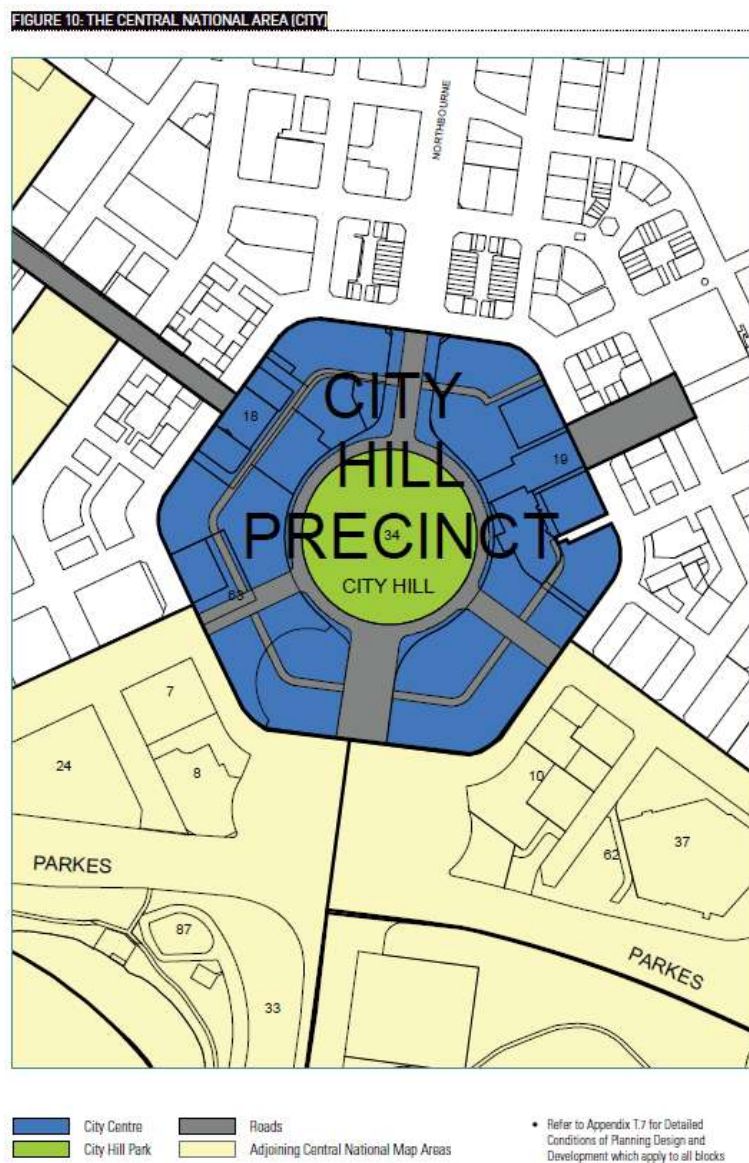 FIGURE 10: THE CENTRAL NATIONAL AREA (CITY)
NORTHBOURNE
CITY
18
HILL
19
PRECINCT
34
CITY HILL
63
7
24
8
10
37
62
PARKES
87
PARKES
33
City Centre
Roads
City Hill Park
Adjoining Central National Map Areas
• Refer to Appendix T.7 for Detailed
Conditions of Planning Design and
Development which apply to all blocks